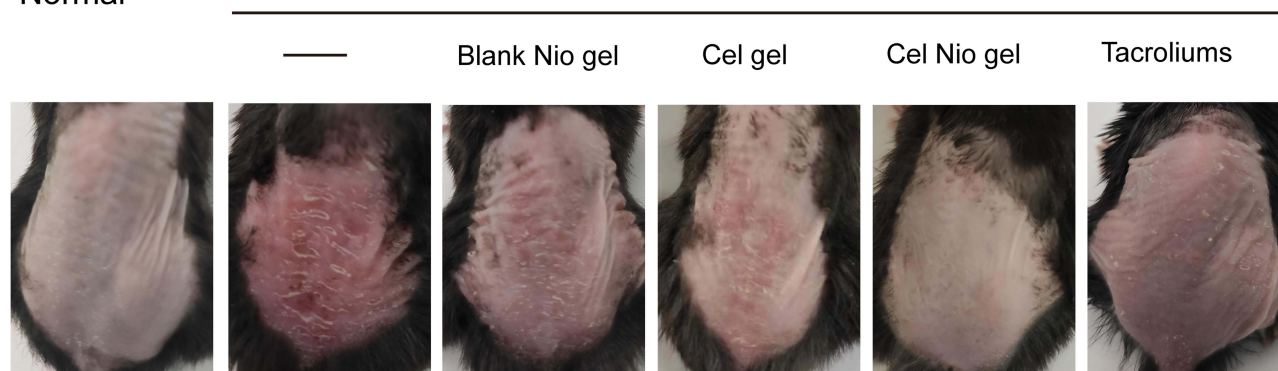 Normal
Blank Nio gel
Cel gel
Cel Nio gel
Tacroliums